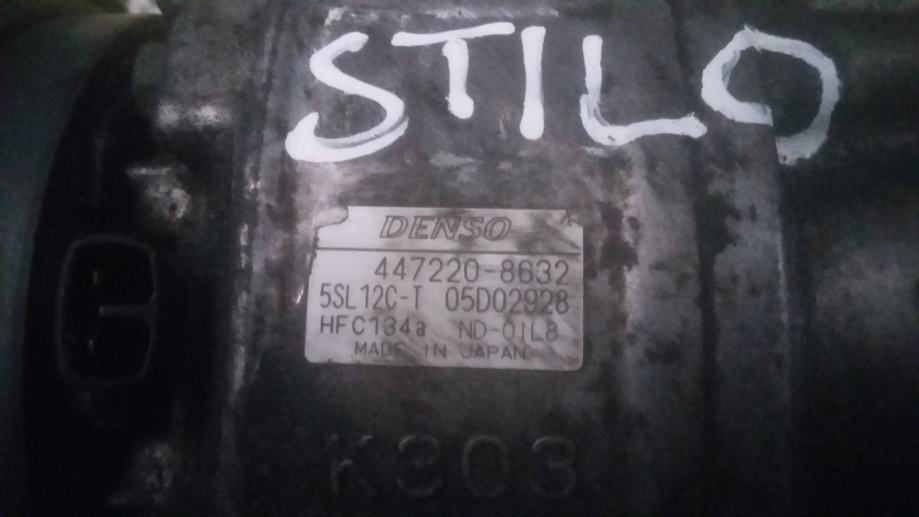 STILO
DENSO
447220-8632
5SL12C-T 05D02928
HFC134a ND-OIL8
MADE IN JAPAN
K303